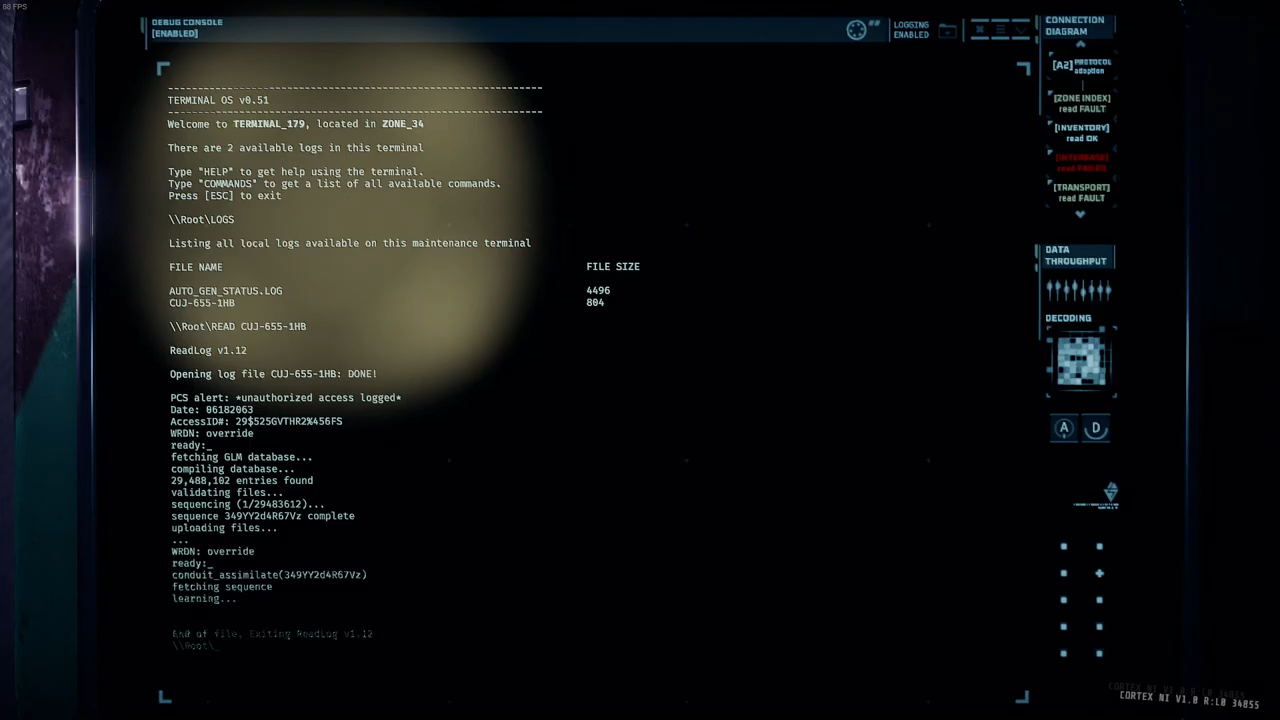 68 FPS
DEBUG CONSOLE
[ENABLED]
LOGGING
ENABLED
--------------------------------------------------------------
TERMINAL OS v0.51
--------------------------------------------------------------
Welcome to TERMINAL_179, located in ZONE_34
There are 2 available logs in this terminal
Type "HELP" to get help using the terminal.
Type "COMMANDS" to get a list of all available commands.
Press [ESC] to exit
\\Root\LOGS
Listing all local logs available on this maintenance terminal
FILE NAME FILE SIZE
AUTO_GEN_STATUS.LOG 4496
CUJ-655-1HB 804
\\Root\READ CUJ-655-1HB
ReadLog v1.12
Opening log file CUJ-655-1HB: DONE!
PCS alert: *unauthorized access logged*
Date: 06182063
AccessID#: 29$525GVTHR2%456FS
WRDN: override
ready:_
fetching GLM database...
compiling database...
29,488,102 entries found
validating files...
sequencing (1/29483612)...
sequence 349YY2d4R67Vz complete
uploading files...
...
WRDN: override
ready:_
conduit_assimilate(349YY2d4R67Vz)
fetching sequence
learning...
End of file, Exiting ReadLog v1.12
\\Root\_
CONNECTION
DIAGRAM
[A2] PROTOCOL
adoption
[ZONE INDEX]
read FAULT
[INVENTORY]
read OK
read FAILED
[TRANSPORT]
read FAULT
DATA
THROUGHPUT
DECODING
A D
CORTEX NI V1.0 R:L0 34055